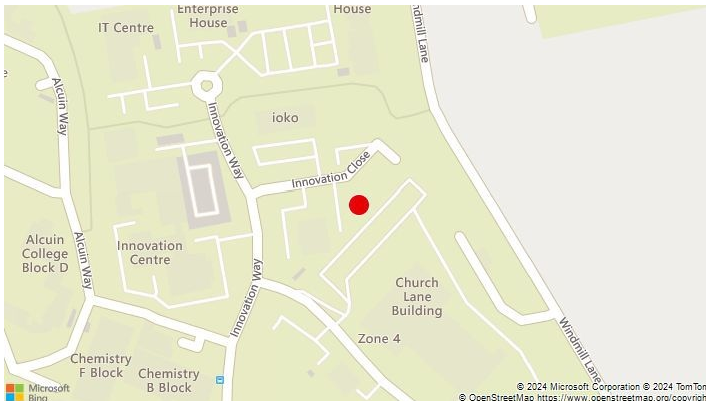 Enterprise
House
House
IT Centre
Windmill Lane
Alcuin Way
Innovation Way
ioko
Innovation Close
Alcuin
College
Block D
Alcuin Way
Innovation
Centre
Innovation Way
Church
Lane
Building
Zone 4
Windmill Lane
Chemistry
F Block
Chemistry
B Block
Microsoft
Bing
© 2024 Microsoft Corporation © 2024 TomTom
© OpenStreetMap https://www.openstreetmap.org/copyright